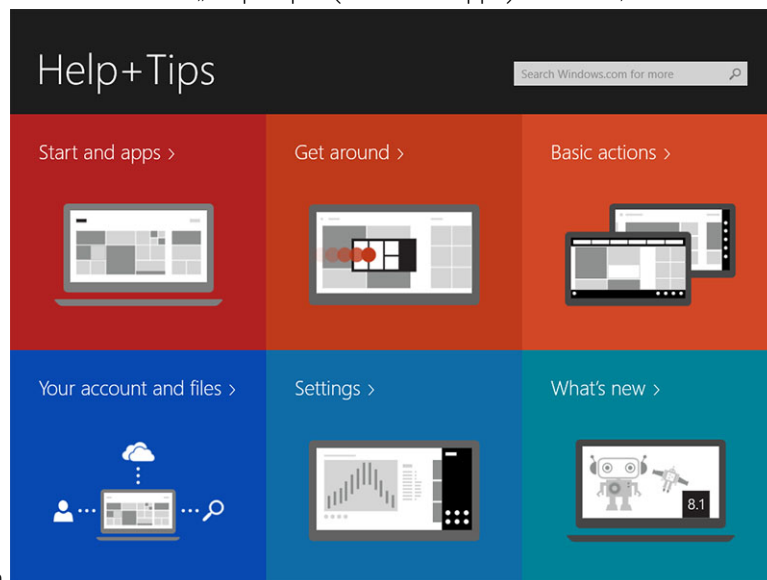 Help+Tips
Search Windows.com for more
Start and apps >
Get around >
Basic actions >
Your account and files >
Settings >
What's new >
8.1